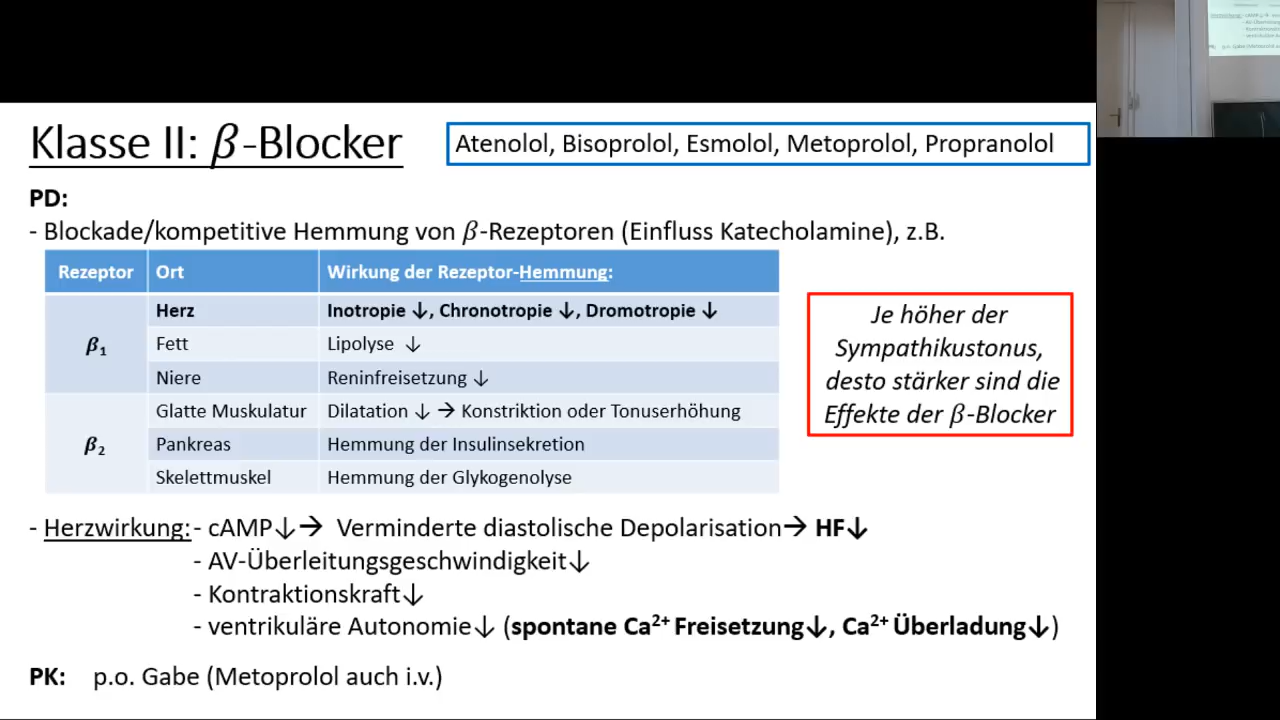 Klasse II: β-Blocker
Atenolol, Bisoprolol, Esmolol, Metoprolol, Propranolol
PD:
- Blockade/kompetitive Hemmung von β-Rezeptoren (Einfluss Katecholamine), z.B.
Rezeptor Ort Wirkung der Rezeptor-Hemmung:
β₁ Herz Inotropie ↓, Chronotropie ↓, Dromotropie ↓
Fett Lipolyse ↓
Niere Reninfreisetzung ↓
β₂ Glatte Muskulatur Dilatation ↓ → Konstriktion oder Tonuserhöhung
Pankreas Hemmung der Insulinsekretion
Skelettmuskel Hemmung der Glykogenolyse
Je höher der
Sympathikustonus,
desto stärker sind die
Effekte der β-Blocker
- Herzwirkung: - cAMP↓→ Verminderte diastolische Depolarisation→ HF↓
- AV-Überleitungsgeschwindigkeit↓
- Kontraktionskraft↓
- ventrikuläre Autonomie↓ (spontane Ca²⁺ Freisetzung↓, Ca²⁺ Überladung↓)
PK: p.o. Gabe (Metoprolol auch i.v.)